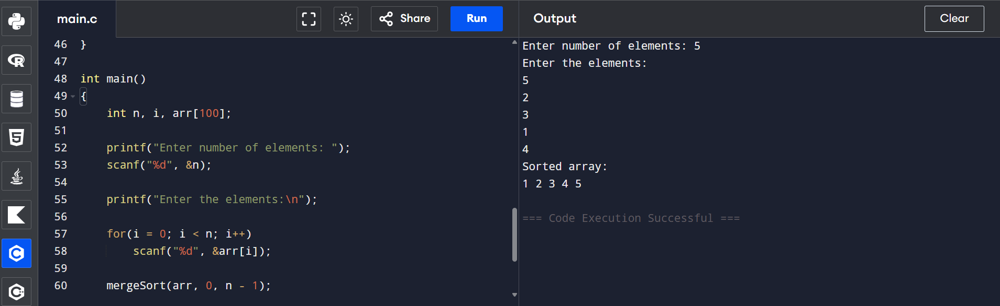 main.c
Share
Run
Output
Clear
46 }
47
48 int main()
49 {
50     int n, i, arr[100];
51
52     printf("Enter number of elements: ");
53     scanf("%d", &n);
54
55     printf("Enter the elements:\n");
56
57     for(i = 0; i < n; i++)
58         scanf("%d", &arr[i]);
59
60     mergeSort(arr, 0, n - 1);
Enter number of elements: 5
Enter the elements:
5
2
3
1
4
Sorted array:
1 2 3 4 5
=== Code Execution Successful ===